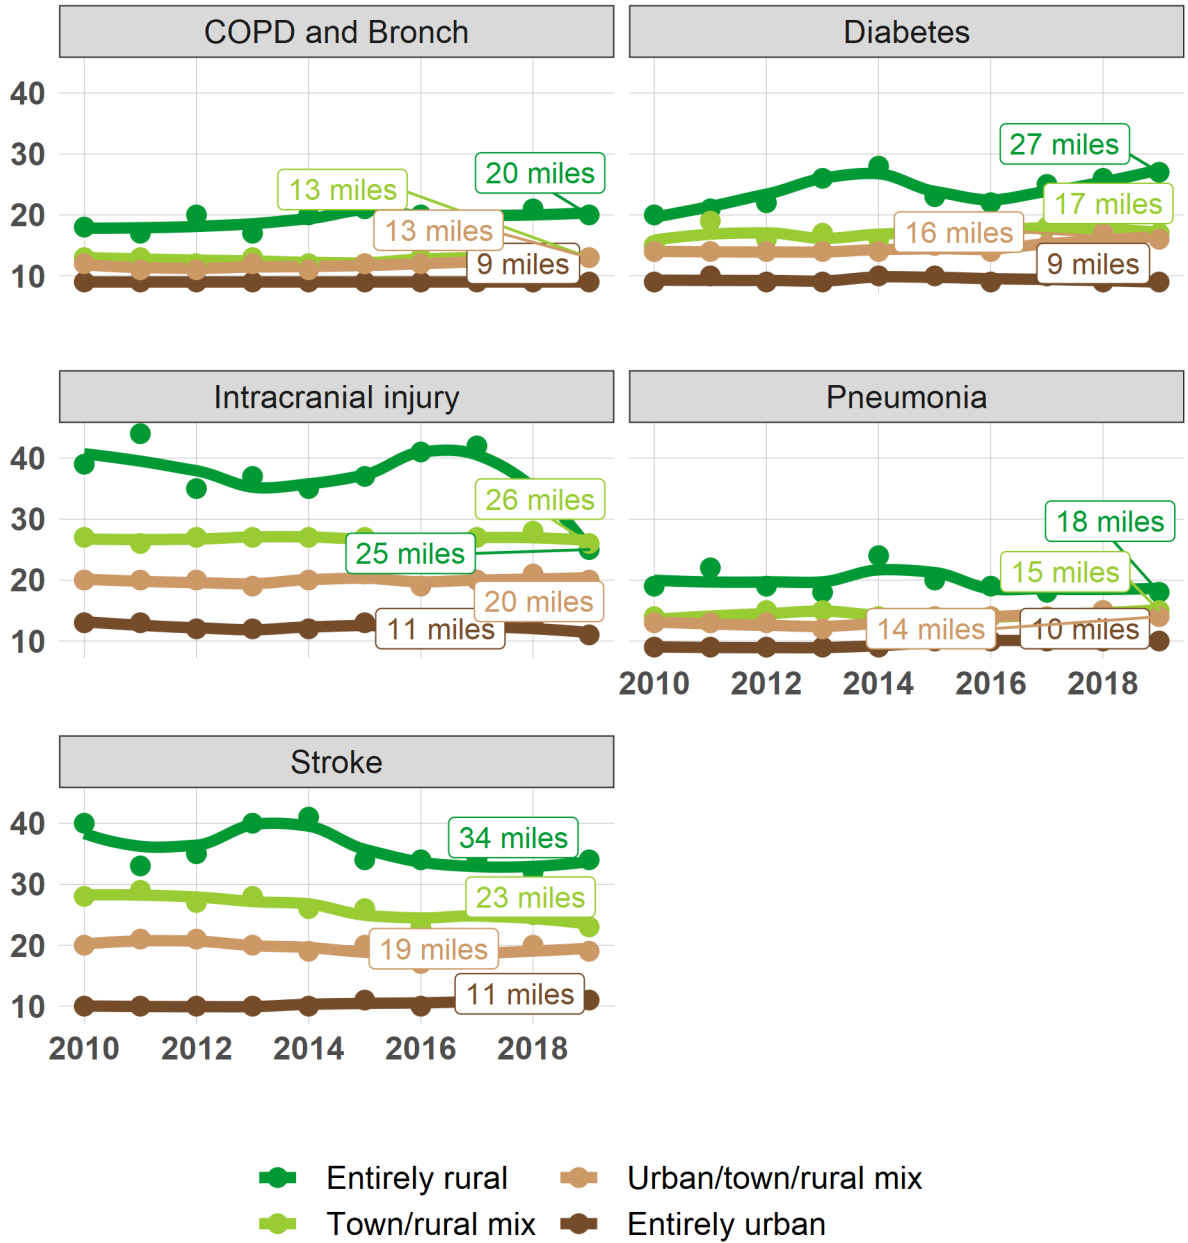 COPD and Bronch
Diabetes
40
30
20
10
13 miles
20 miles
13 miles
9 miles
27 miles
17 miles
16 miles
9 miles
Intracranial injury
Pneumonia
40
30
20
10
26 miles
25 miles
20 miles
11 miles
18 miles
15 miles
14 miles
10 miles
2010 2012 2014 2016 2018
Stroke
40
30
20
10
34 miles
23 miles
19 miles
11 miles
2010 2012 2014 2016 2018
Entirely rural
Urban/town/rural mix
Town/rural mix
Entirely urban